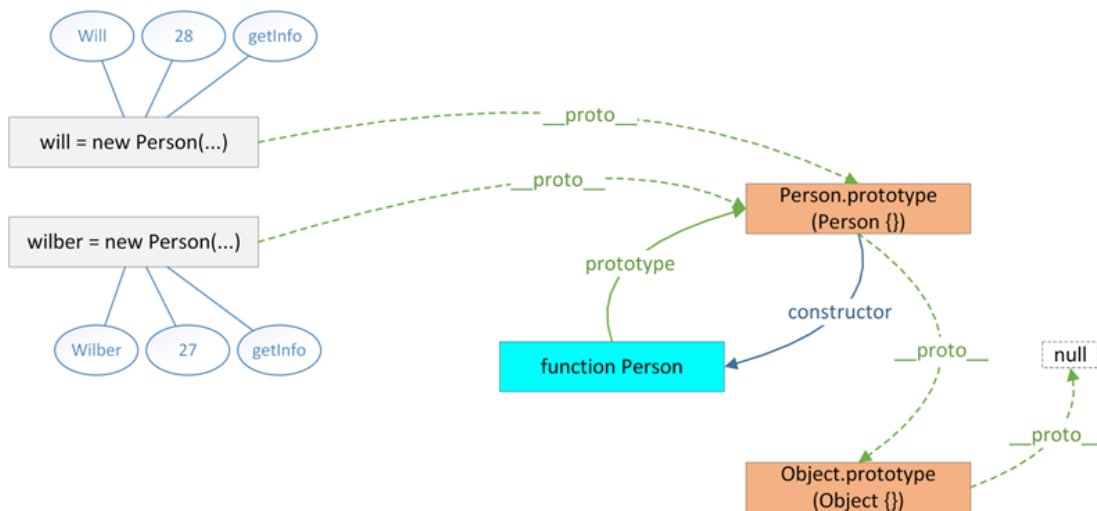 Will
28
getInfo
will = new Person(...)
__proto__
__proto__
Person.prototype
(Person {})
wilber = new Person(...)
prototype
constructor
Wilber
27
getInfo
function Person
__proto__
null
__proto__
Object.prototype
(Object {})